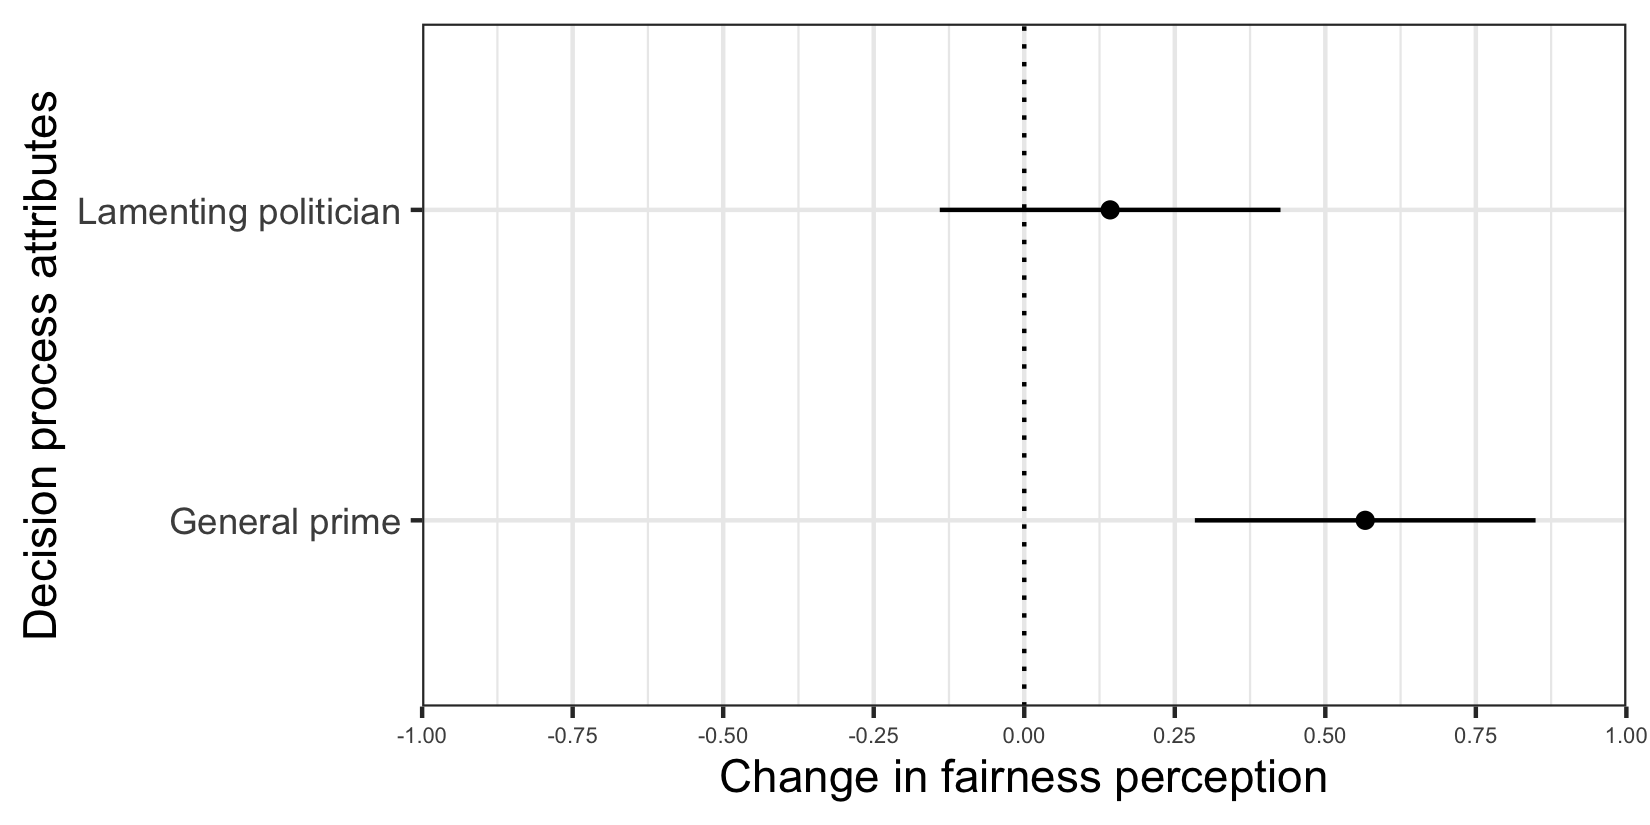 Decision process attributes
Lamenting politician
General prime
-1.00 -0.75 -0.50 -0.25 0.00 0.25 0.50 0.75 1.00
Change in fairness perception